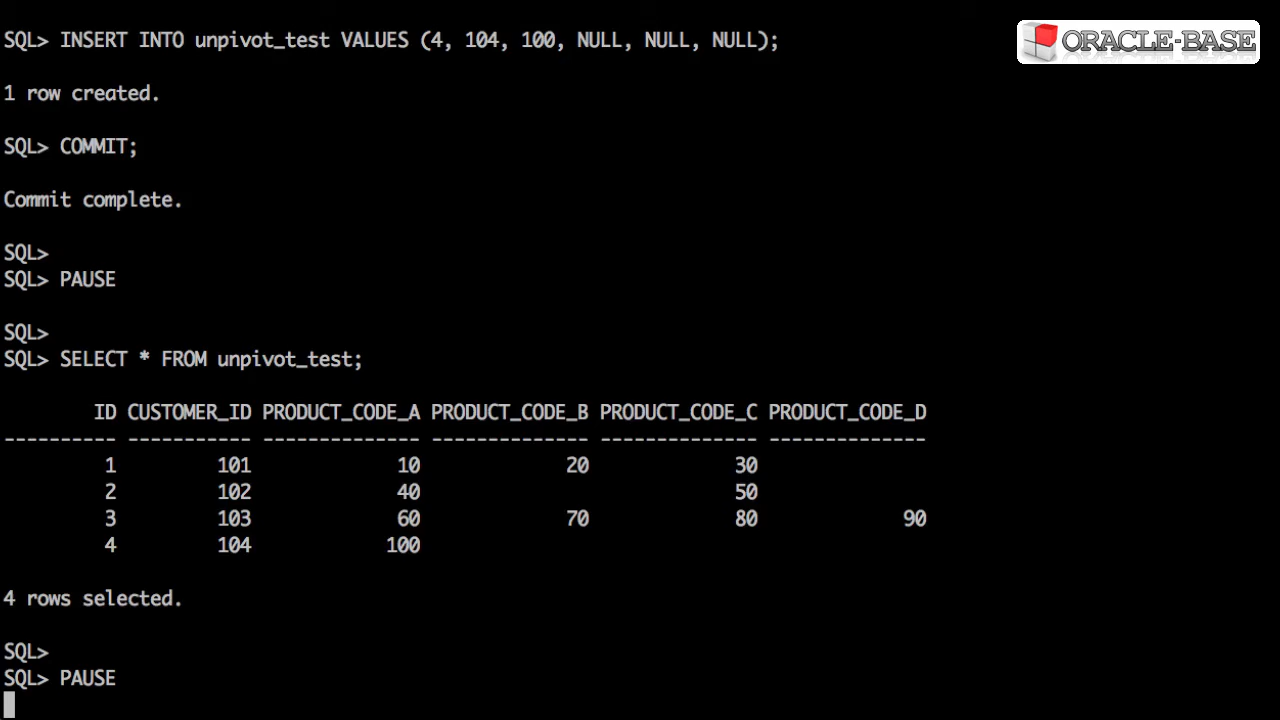 SQL> INSERT INTO unpivot_test VALUES (4, 104, 100, NULL, NULL, NULL);
ORACLE-BASE
1 row created.
SQL> COMMIT;
Commit complete.
SQL>
SQL> PAUSE
SQL>
SQL> SELECT * FROM unpivot_test;
ID CUSTOMER_ID PRODUCT_CODE_A PRODUCT_CODE_B PRODUCT_CODE_C PRODUCT_CODE_D
---------- ----------- -------------- -------------- -------------- --------------
1 101 10 20 30
2 102 40 50
3 103 60 70 80 90
4 104 100
4 rows selected.
SQL>
SQL> PAUSE